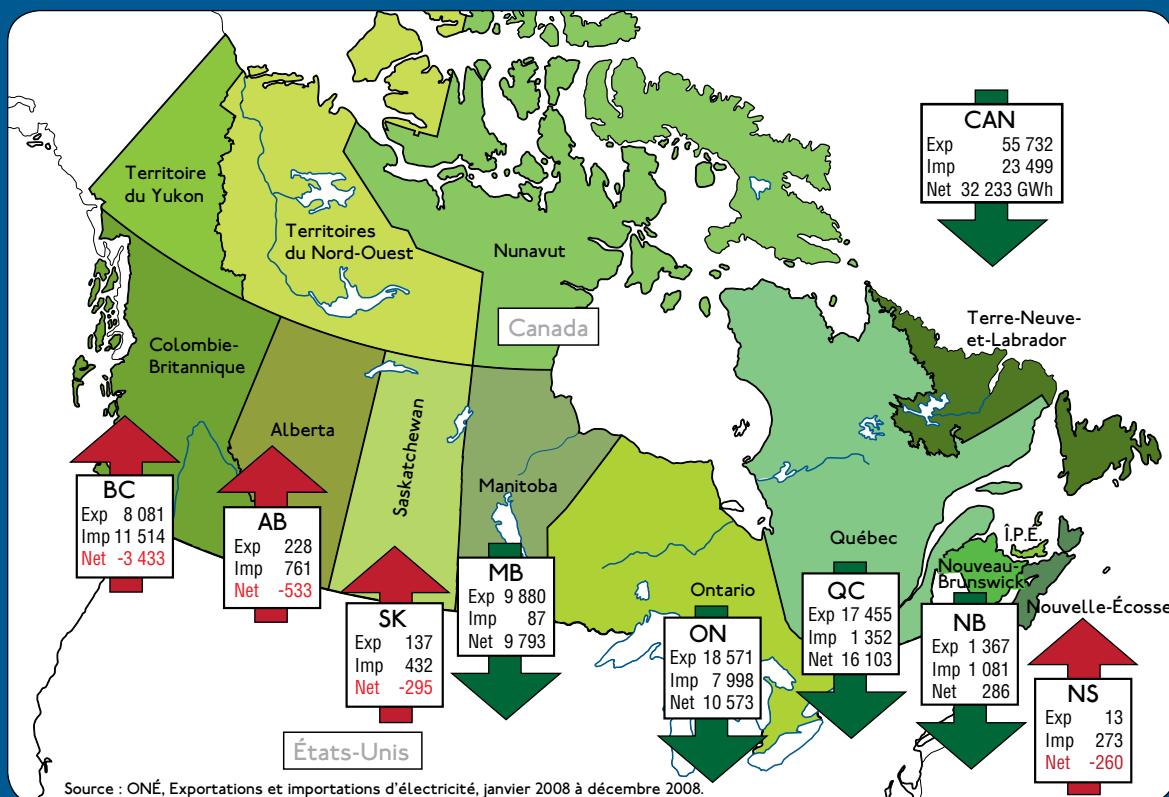 CAN
Exp 55 732
Imp 23 499
Net 32 233 GWh
Territoire
du Yukon
Territoires
du Nord-Ouest
Nunavut
Canada
Terre-Neuve-
et-Labrador
Colombie-
Britannique
Alberta
Saskatchewan
Manitoba
Ontario
Québec
Î.P.É.
Nouveau-
Brunswick
Nouvelle-Écosse
BC
Exp 8 081
Imp 11 514
Net -3 433
AB
Exp 228
Imp 761
Net -533
SK
Exp 137
Imp 432
Net -295
MB
Exp 9 880
Imp 87
Net 9 793
ON
Exp 18 571
Imp 7 998
Net 10 573
QC
Exp 17 455
Imp 1 352
Net 16 103
NB
Exp 1 367
Imp 1 081
Net 286
NS
Exp 13
Imp 273
Net -260
États-Unis
Source : ONÉ, Exportations et importations d'électricité, janvier 2008 à décembre 2008.